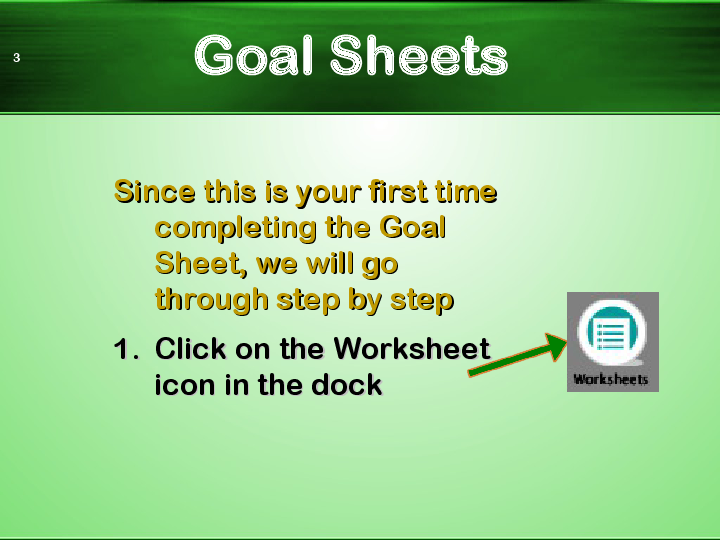 3
Goal Sheets
Since this is your first time
completing the Goal
Sheet, we will go
through step by step
1. Click on the Worksheet
icon in the dock
Worksheets